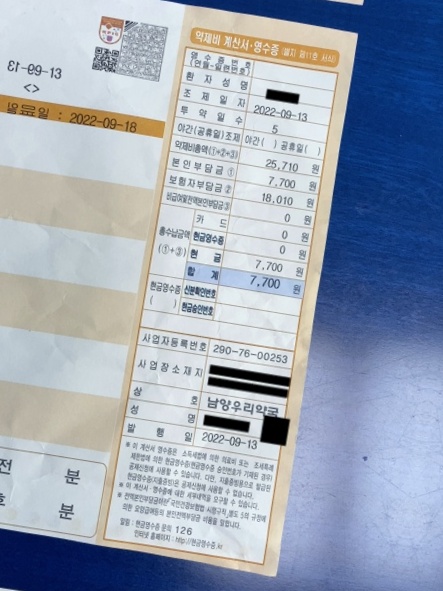 약제비 계산서·영수증 (별지 제11호 서식)
영수증번호
(연월-일련번호)
환자성명
조제일자 2022-09-13
투약일수 5
야간(공휴일)조제 야간( ) 공휴일( )
약제비총액(①+②+③) 25,710 원
본인부담금① 7,700 원
보험자부담금② 18,010 원
비급여및전액본인부담금③ 0 원
총수납금액
(①+③)
카드 0 원
현금영수증 0 원
현금 7,700 원
합계 7,700 원
현금영수증
( )
신분확인번호
현금승인번호
사업자등록번호 290-76-00253
사업장소재지
상호 남양우리약국
성명
발행일 2022-09-13
* 이 계산서·영수증은 소득세법에 의한 의료비 또는 조세특례
제한법에 의한 현금영수증(현금영수증 승인번호가 기재된 경우)
공제신청에 사용할 수 있습니다. 다만, 지출증빙용으로 발급된
현금영수증(지출증빙)은 공제신청에 사용할 수 없습니다.
* 이 계산서·영수증에 대한 세부내역을 요구할 수 있습니다.
* 전액본인부담금이란 「국민건강보험법 시행규칙」 별도 5의 규정에
의한 요양급여등의 본인전액부담금 비용을 말합니다.
알림 : 현금영수증 문의 126
인터넷 홈페이지 : http://현금영수증.kr
31-69-13
<>
2022-09-18
전 분
호 분